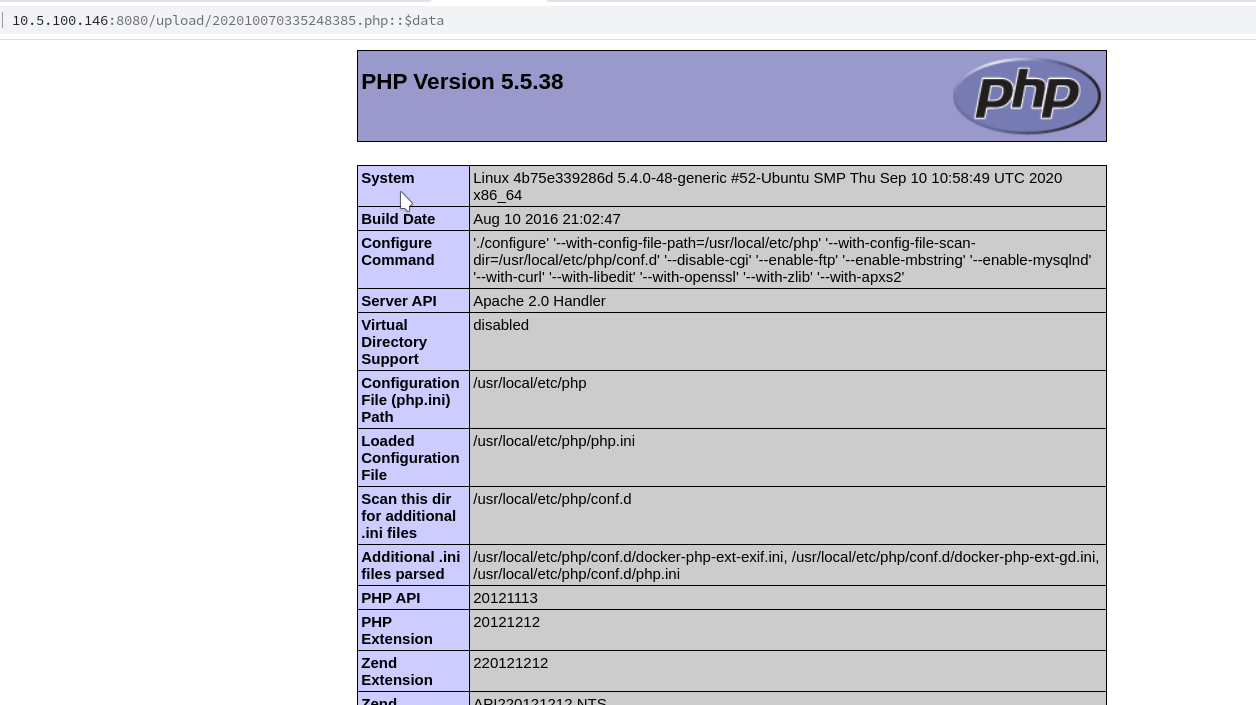 10.5.100.146:8080/upload/202010070335248385.php::$data
PHP Version 5.5.38
php
System
Linux 4b75e339286d 5.4.0-48-generic #52-Ubuntu SMP Thu Sep 10 10:58:49 UTC 2020
x86_64
Build Date
Aug 10 2016 21:02:47
Configure
Command
'./configure' '--with-config-file-path=/usr/local/etc/php' '--with-config-file-scan-
dir=/usr/local/etc/php/conf.d' '--disable-cgi' '--enable-ftp' '--enable-mbstring' '--enable-mysqlnd'
'--with-curl' '--with-libedit' '--with-openssl' '--with-zlib' '--with-apxs2'
Server API
Apache 2.0 Handler
Virtual
Directory
Support
disabled
Configuration
File (php.ini)
Path
/usr/local/etc/php
Loaded
Configuration
File
/usr/local/etc/php/php.ini
Scan this dir
for additional
.ini files
/usr/local/etc/php/conf.d
Additional .ini
files parsed
/usr/local/etc/php/conf.d/docker-php-ext-exif.ini, /usr/local/etc/php/conf.d/docker-php-ext-gd.ini,
/usr/local/etc/php/conf.d/php.ini
PHP API
20121113
PHP
Extension
20121212
Zend
Extension
220121212
Zend
API220121212,NTS